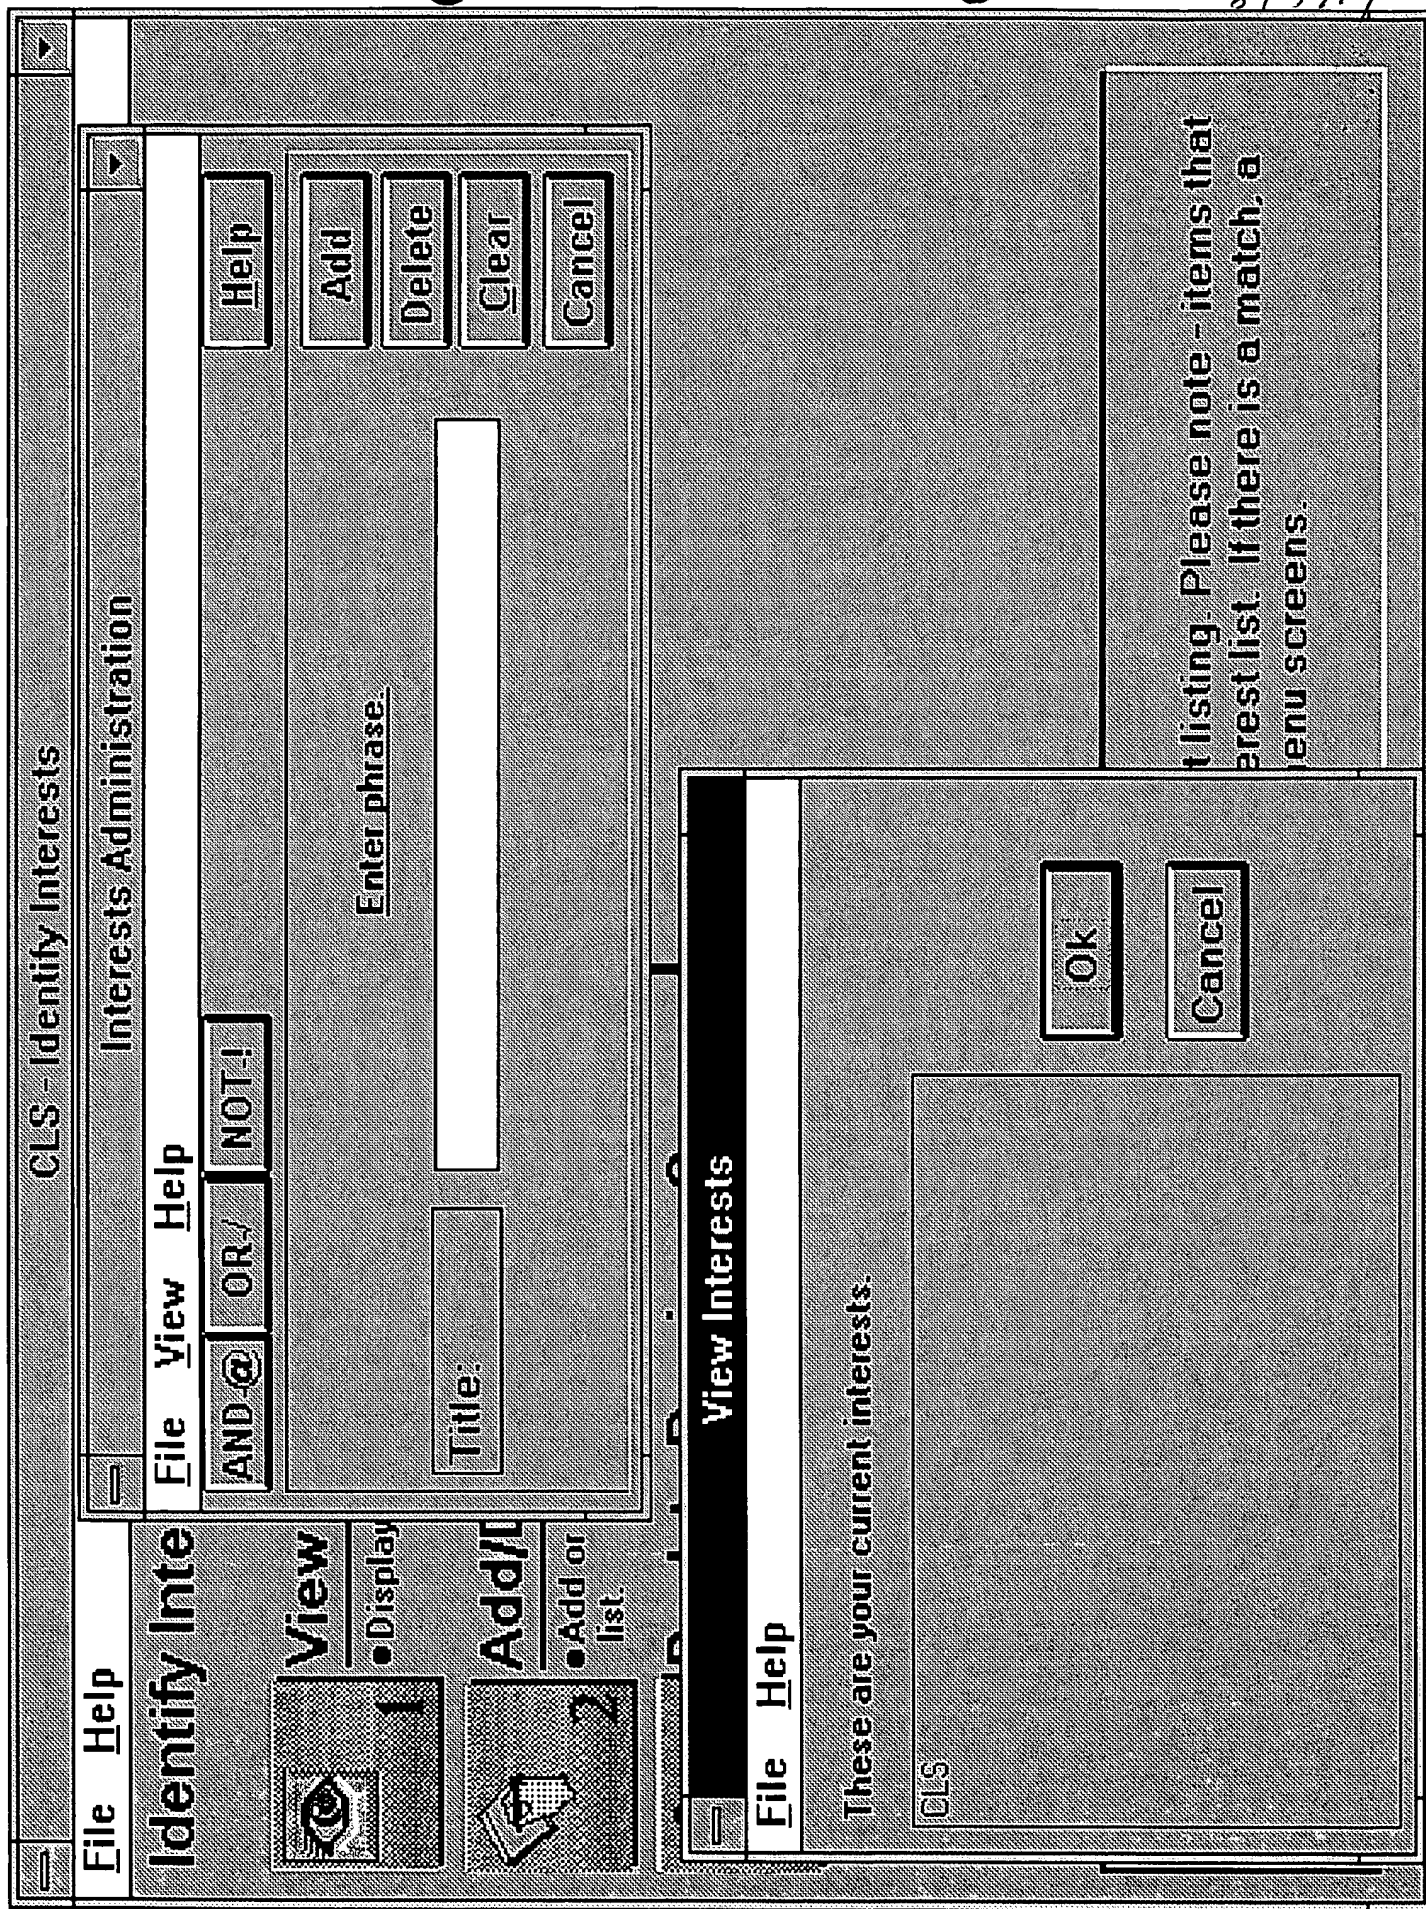 CLS - Identify Interests
File Help
Identify Inte
1
View
● Display
2
Add/D
● Add or
list.
Interests Administration
File View Help
AND-@ OR-/ NOT-! Help
Enter phrase.
Title:
Add
Delete
Clear
Cancel
View Interests
File Help
These are your current interests.
CLS
Ok
Cancel
t listing. Please note - items that
erest list. If there is a match, a
enu screens.